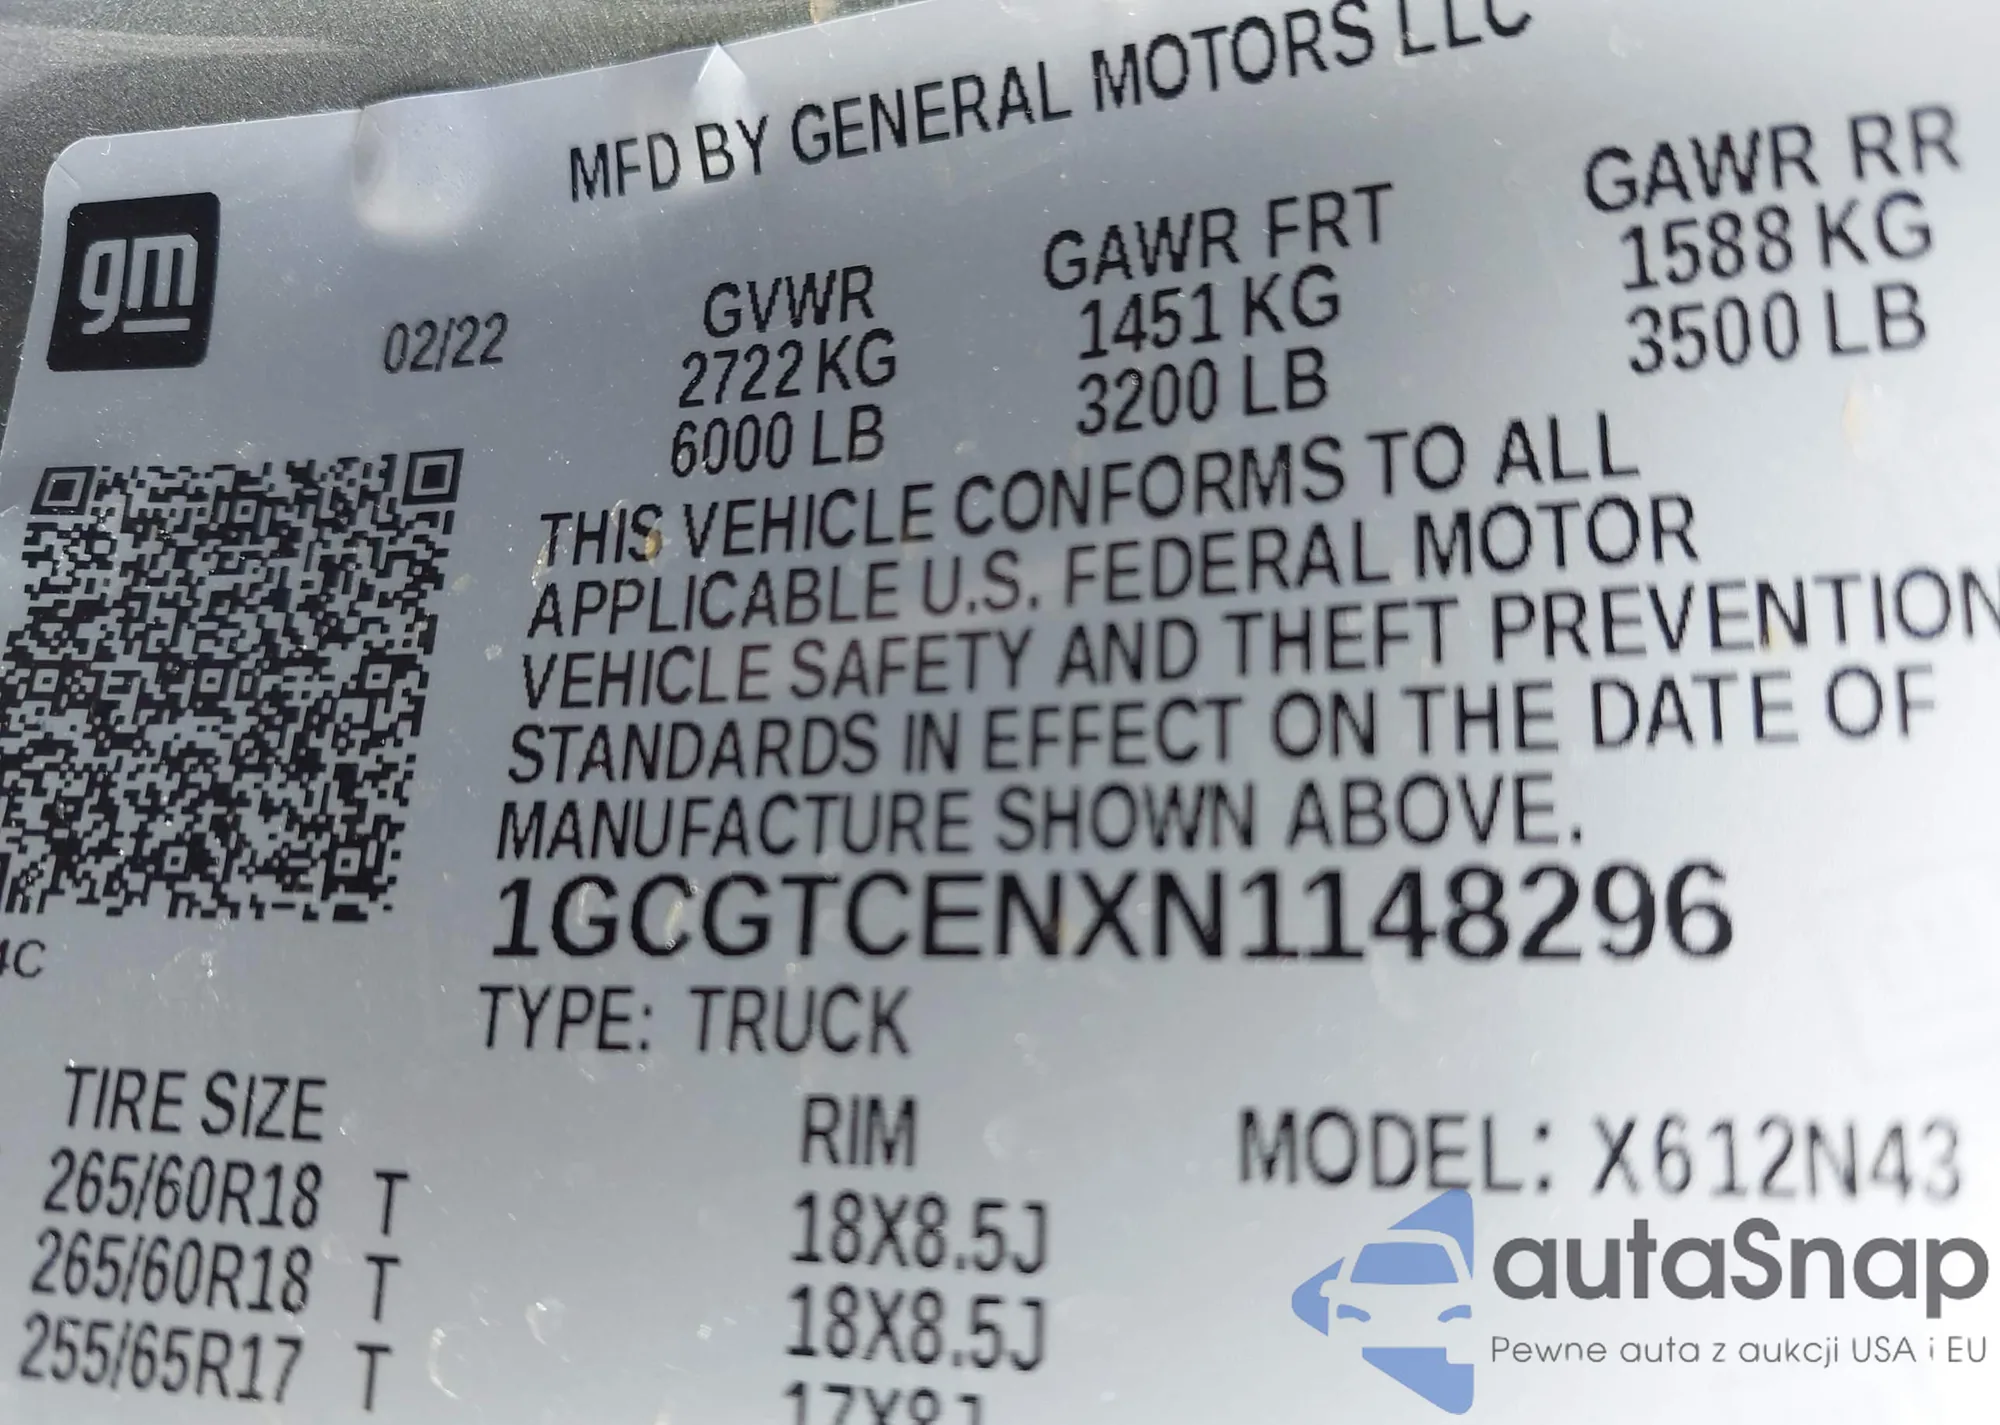 MFD BY GENERAL MOTORS LLC
gm
02/22
GVWR GAWR FRT GAWR RR
2722 KG 1451 KG 1588 KG
6000 LB 3200 LB 3500 LB
THIS VEHICLE CONFORMS TO ALL
APPLICABLE U.S. FEDERAL MOTOR
VEHICLE SAFETY AND THEFT PREVENTION
STANDARDS IN EFFECT ON THE DATE OF
MANUFACTURE SHOWN ABOVE.
1GCGTCENXN1148296
4C
TYPE: TRUCK
TIRE SIZE RIM MODEL: X612N43
265/60R18 T 18X8.5J
265/60R18 T 18X8.5J
255/65R17 T 17X8J
autaSnap
Pewne auta z aukcji USA i EU